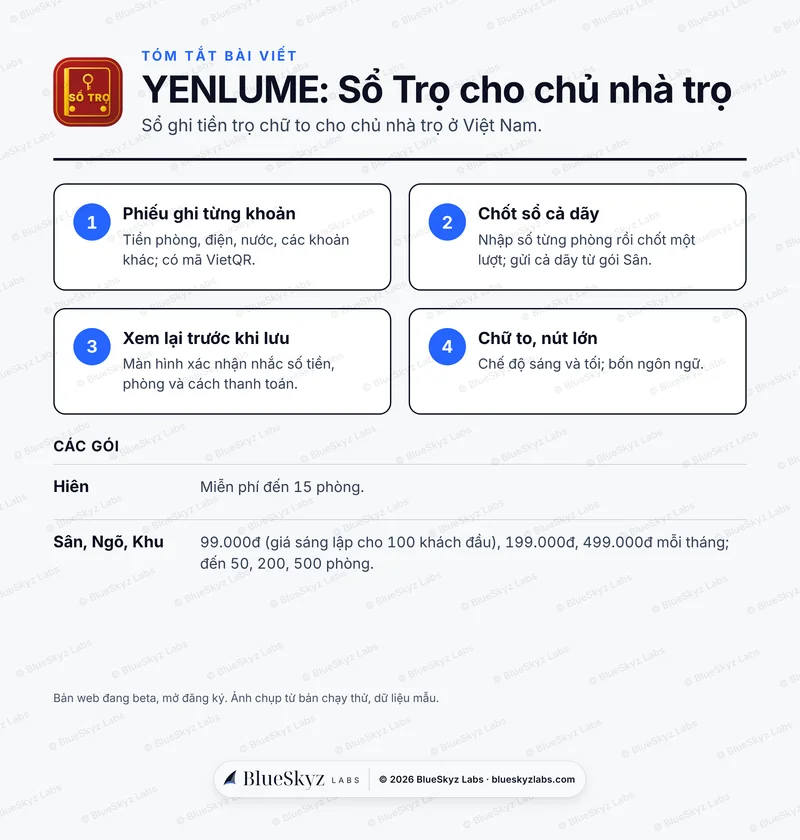 TÓM TẮT BÀI VIẾT
YENLUME: Sổ Trọ cho chủ nhà trọ
Sổ ghi tiền trọ chữ to cho chủ nhà trọ ở Việt Nam.
SỔ TRỌ
1
Phiếu ghi từng khoản
Tiền phòng, điện, nước, các khoản
khác; có mã VietQR.
2
Chốt sổ cả dãy
Nhập số từng phòng rồi chốt một
lượt; gửi cả dãy từ gói Sân.
3
Xem lại trước khi lưu
Màn hình xác nhận nhắc số tiền,
phòng và cách thanh toán.
4
Chữ to, nút lớn
Chế độ sáng và tối; bốn ngôn ngữ.
CÁC GÓI
Hiên
Miễn phí đến 15 phòng.
Sân, Ngõ, Khu
99.000đ (giá sáng lập cho 100 khách đầu), 199.000đ, 499.000đ mỗi tháng;
đến 50, 200, 500 phòng.
Bản web đang beta, mở đăng ký. Ảnh chụp từ bản chạy thử, dữ liệu mẫu.
BlueSkyz LABS
© 2026 BlueSkyz Labs · blueskyzlabs.com
© BlueSkyz Labs